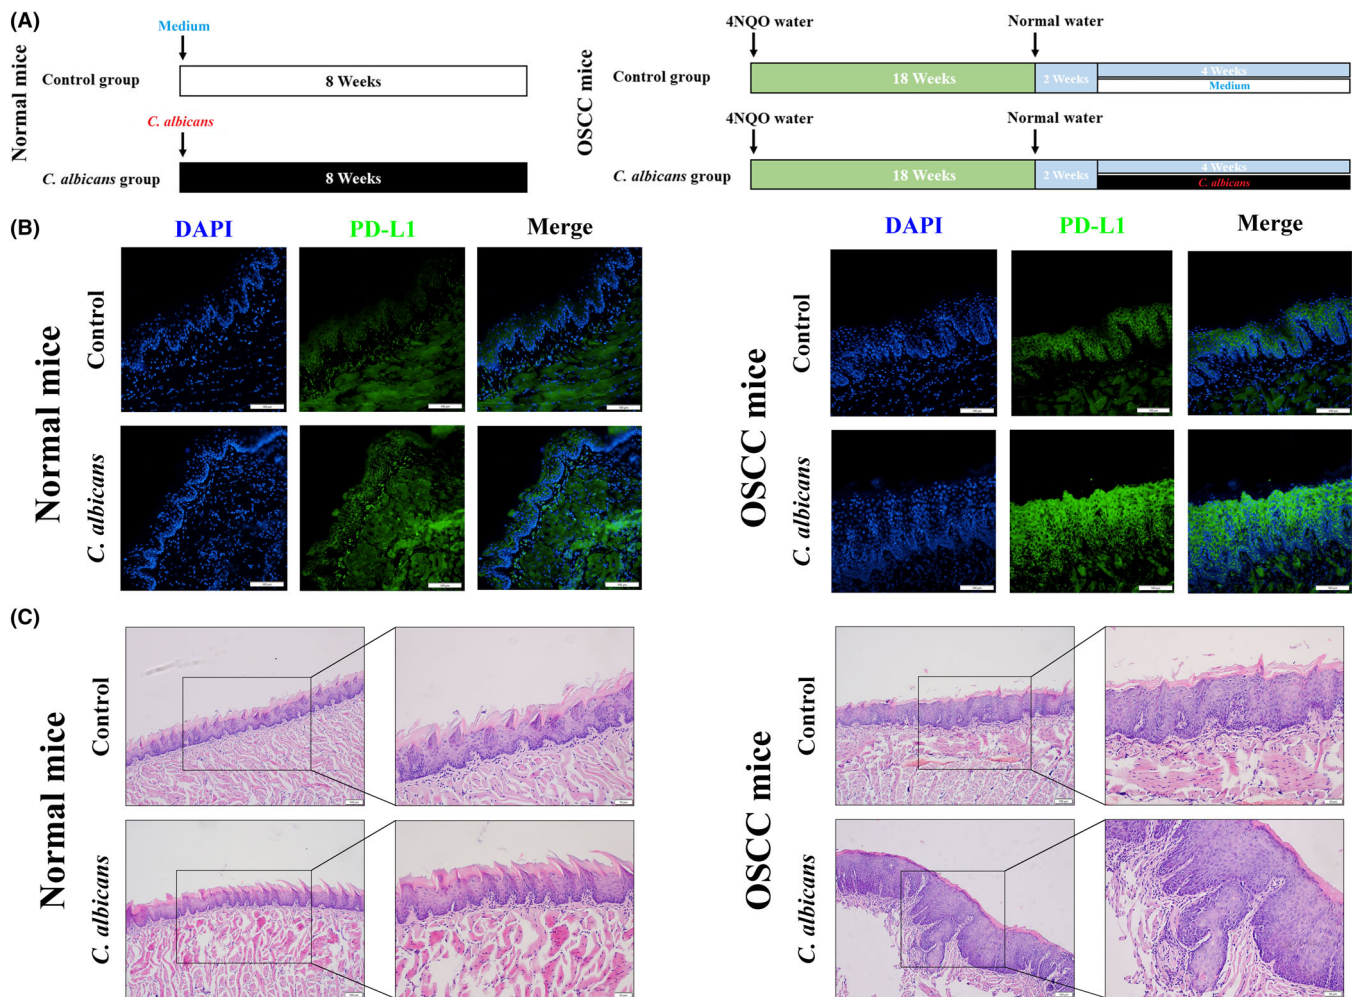 (A)
Normal mice
Medium
Control group
8 Weeks
C. albicans
C. albicans group
8 Weeks
OSCC mice
4NQO water
Normal water
Control group
18 Weeks
2 Weeks
4 Weeks
Medium
4NQO water
Normal water
C. albicans group
18 Weeks
2 Weeks
4 Weeks
C. albicans
(B)
DAPI
PD-L1
Merge
Normal mice
Control
C. albicans
DAPI
PD-L1
Merge
OSCC mice
Control
C. albicans
(C)
Normal mice
Control
C. albicans
OSCC mice
Control
C. albicans